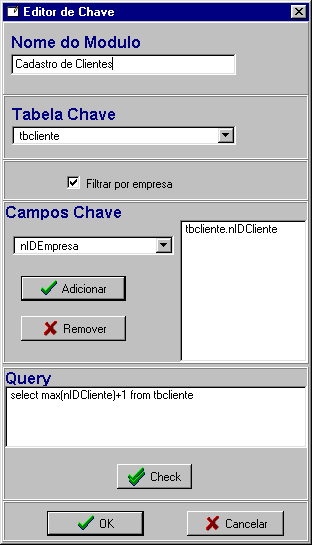 Editor de Chave
Nome do Modulo
Cadastro de Clientes
Tabela Chave
tbcliente
Filtrar por empresa
Campos Chave
nIDEmpresa
tbcliente.nIDCliente
Adicionar
Remover
Query
select max(nIDCliente)+1 from tbcliente
Check
OK
Cancelar